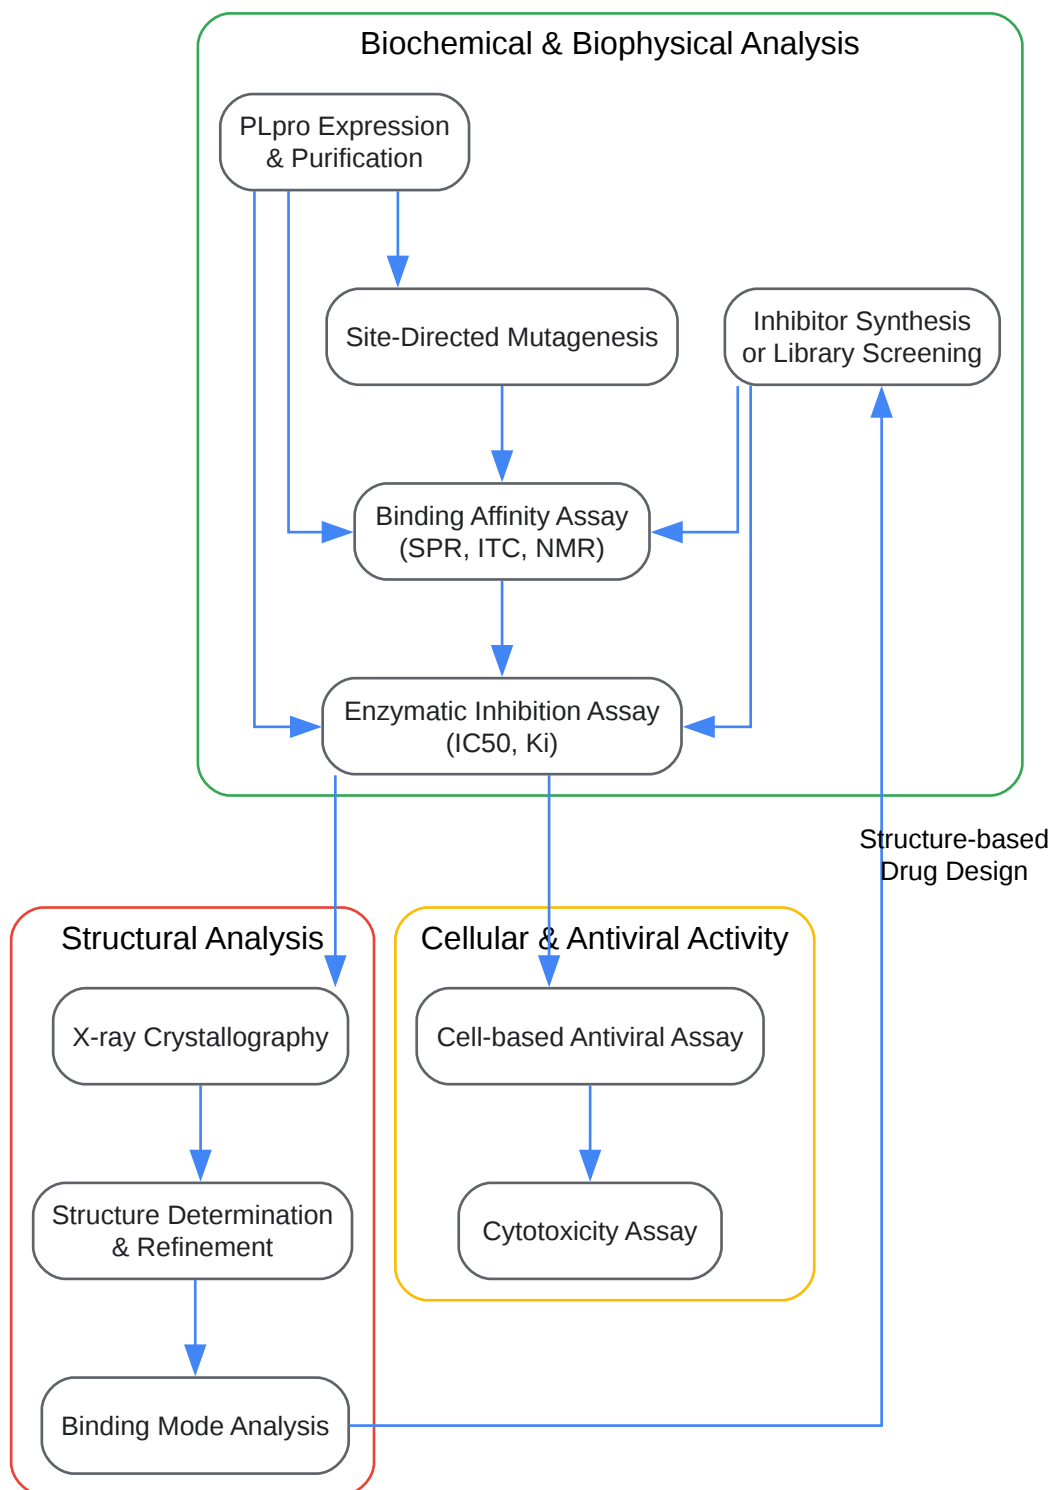 Biochemical & Biophysical Analysis
PLpro Expression
& Purification
Site-Directed Mutagenesis
Inhibitor Synthesis
or Library Screening
Binding Affinity Assay
(SPR, ITC, NMR)
Enzymatic Inhibition Assay
(IC50, Ki)
Structure-based
Drug Design
Structural Analysis
X-ray Crystallography
Structure Determination
& Refinement
Binding Mode Analysis
Cellular & Antiviral Activity
Cell-based Antiviral Assay
Cytotoxicity Assay